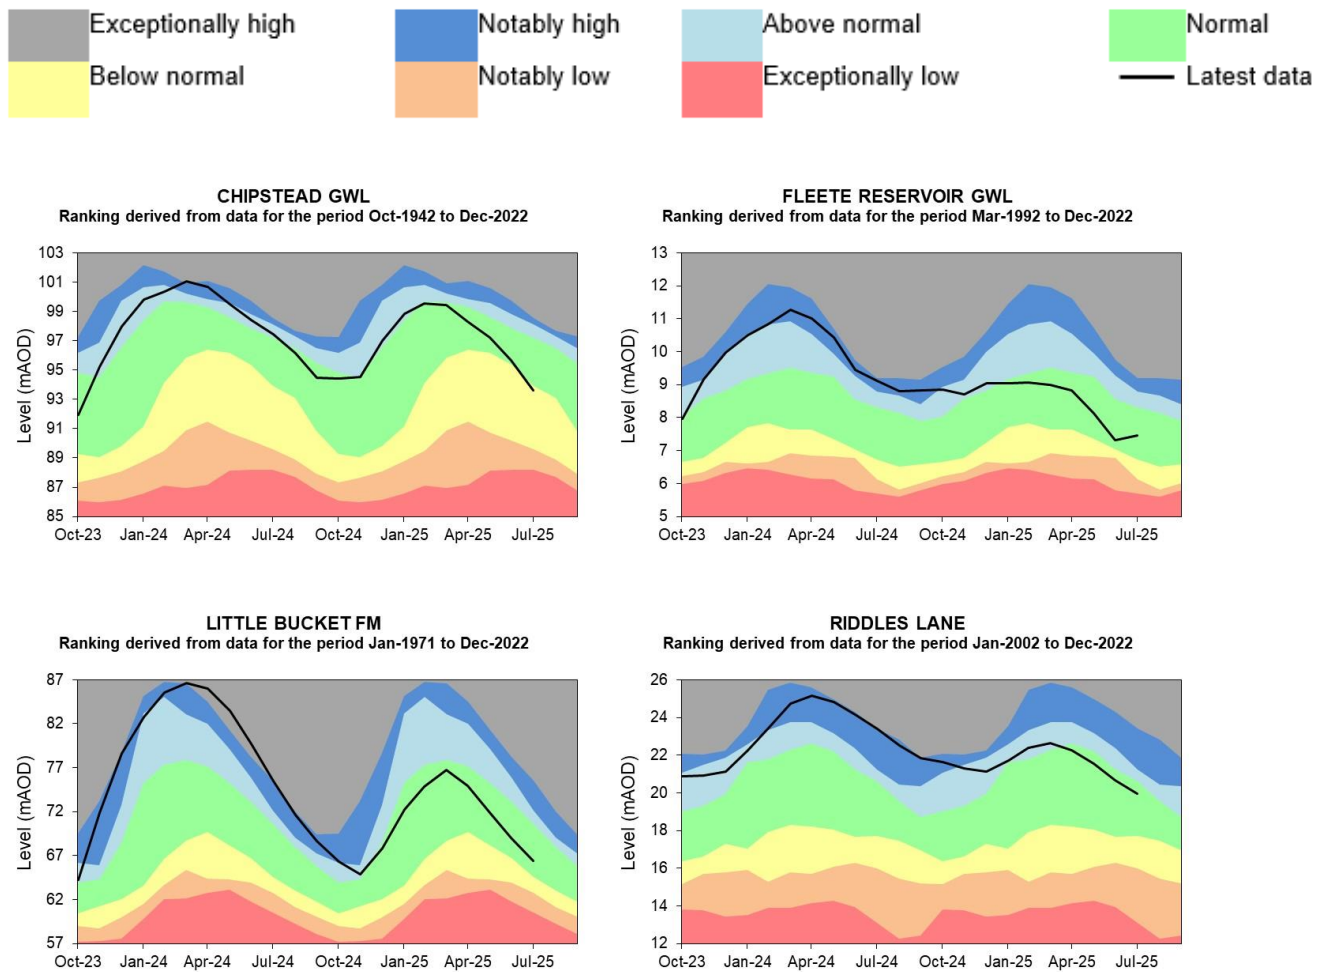 Exceptionally high
Notably high
Above normal
Normal
Below normal
Notably low
Exceptionally low
Latest data
CHIPSTEAD GWL
Ranking derived from data for the period Oct-1942 to Dec-2022
Level (mAOD)
103
101
99
97
95
93
91
89
87
85
Oct-23 Jan-24 Apr-24 Jul-24 Oct-24 Jan-25 Apr-25 Jul-25
FLEETE RESERVOIR GWL
Ranking derived from data for the period Mar-1992 to Dec-2022
Level (mAOD)
13
12
11
10
9
8
7
6
5
Oct-23 Jan-24 Apr-24 Jul-24 Oct-24 Jan-25 Apr-25 Jul-25
LITTLE BUCKET FM
Ranking derived from data for the period Jan-1971 to Dec-2022
Level (mAOD)
87
82
77
72
67
62
57
Oct-23 Jan-24 Apr-24 Jul-24 Oct-24 Jan-25 Apr-25 Jul-25
RIDDLES LANE
Ranking derived from data for the period Jan-2002 to Dec-2022
Level (mAOD)
26
24
22
20
18
16
14
12
Oct-23 Jan-24 Apr-24 Jul-24 Oct-24 Jan-25 Apr-25 Jul-25